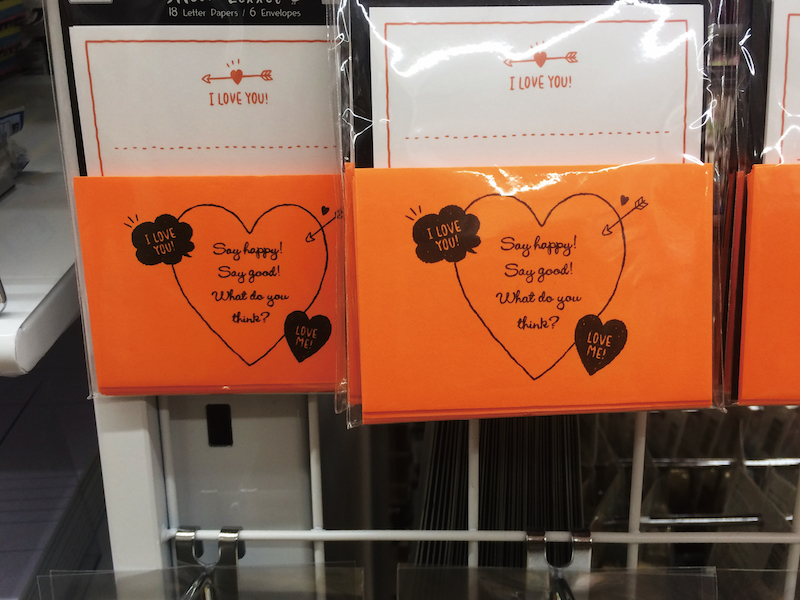 18 Letter Papers / 6 Envelopes
I LOVE YOU!
I LOVE
YOU!
Say happy!
Say good!
What do you
think?
LOVE
ME!
I LOVE YOU!
I LOVE
YOU!
Say happy!
Say good!
What do you
think?
LOVE
ME!